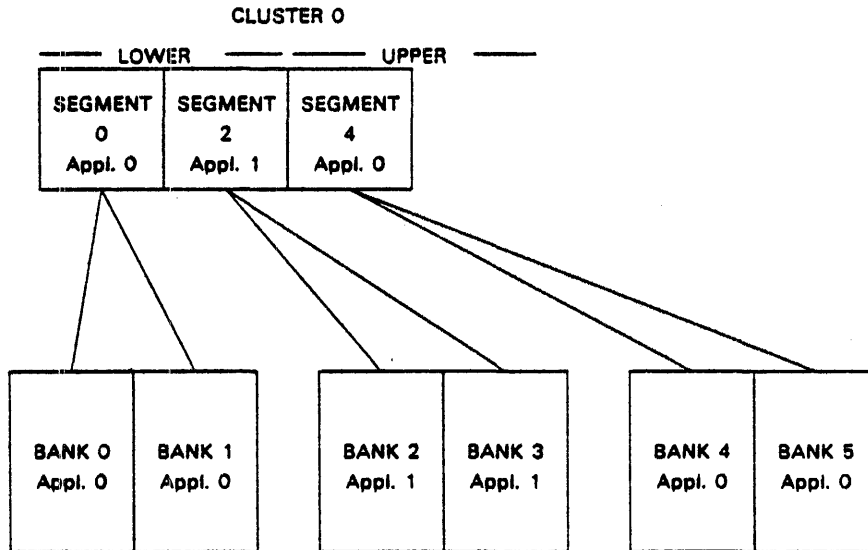 CLUSTER 0
LOWER UPPER
SEGMENT SEGMENT SEGMENT
0 2 4
Appl. 0 Appl. 1 Appl. 0
BANK 0 BANK 1 BANK 2 BANK 3 BANK 4 BANK 5
Appl. 0 Appl. 0 Appl. 1 Appl. 1 Appl. 0 Appl. 0